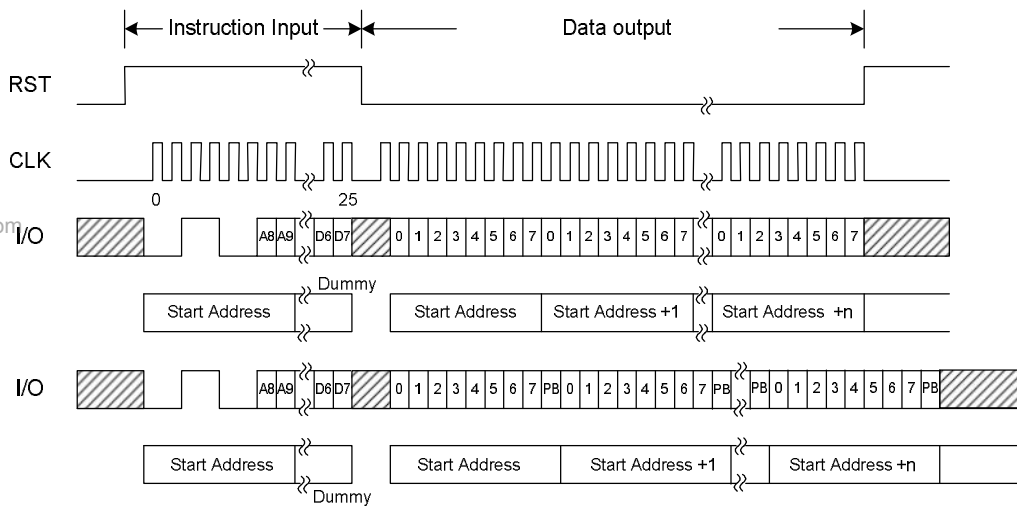 Instruction Input Data output
RST
CLK
0 25
om
I/O A8 A9 D6 D7 0 1 2 3 4 5 6 7 0 1 2 3 4 5 6 7 0 1 2 3 4 5 6 7
Dummy
Start Address Start Address Start Address +1 Start Address +n
I/O A8 A9 D6 D7 0 1 2 3 4 5 6 7 PB 0 1 2 3 4 5 6 7 PB PB 0 1 2 3 4 5 6 7 PB
Start Address Start Address Start Address +1 Start Address +n
Dummy